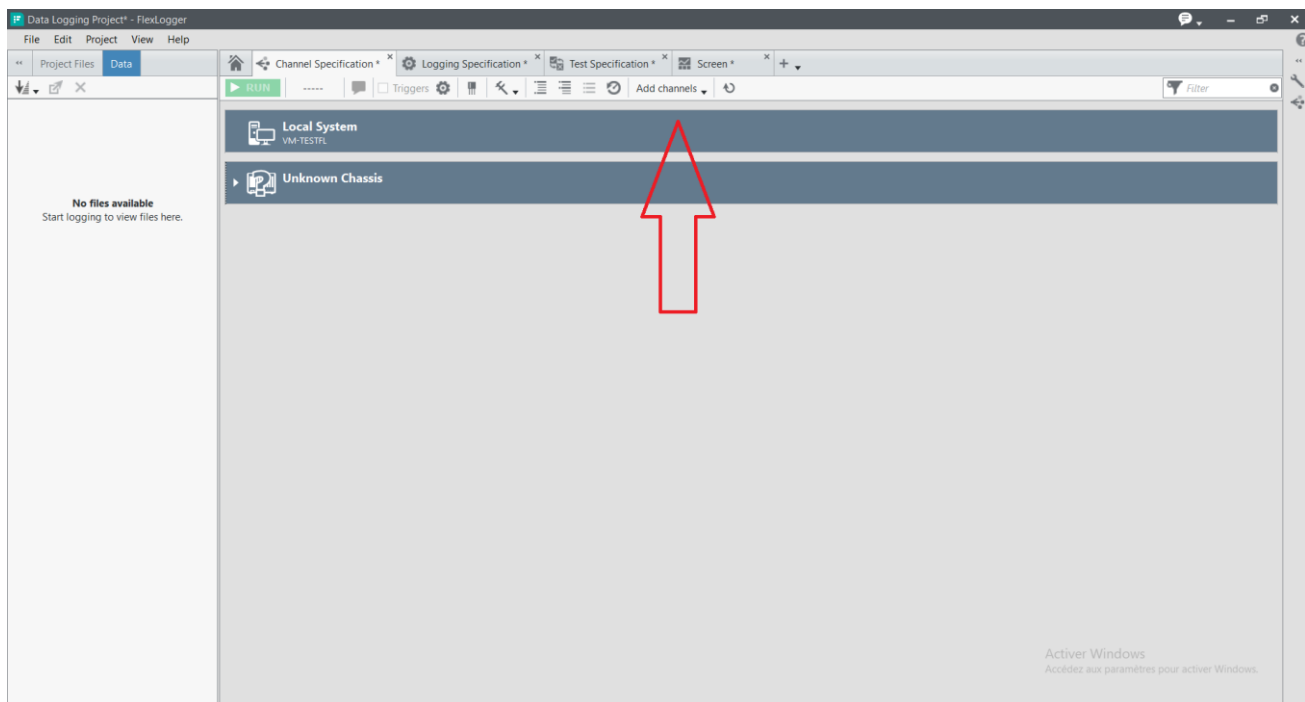 Data Logging Project* - FlexLogger
File Edit Project View Help
Project Files Data
Channel Specification * Logging Specification * Test Specification * Screen *
RUN ----- Triggers Add channels Filter
Local System
VM-TESTFL
Unknown Chassis
No files available
Start logging to view files here.
Activer Windows
Accédez aux paramètres pour activer Windows.